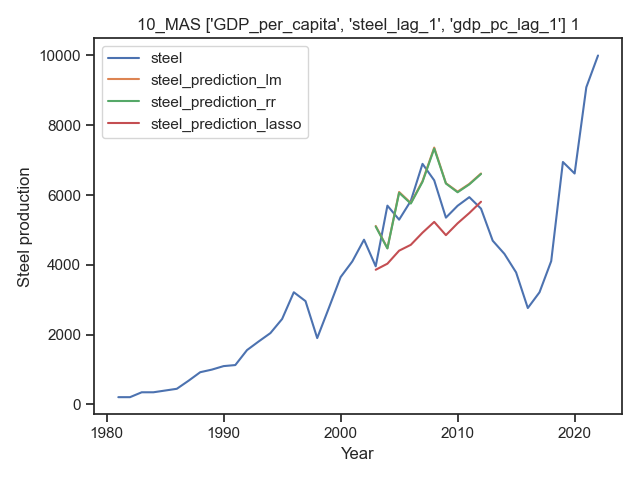 10_MAS ['GDP_per_capita', 'steel_lag_1', 'gdp_pc_lag_1'] 1
steel
steel_prediction_lm
steel_prediction_rr
steel_prediction_lasso
10000
8000
6000
4000
2000
0
Steel production
1980
1990
2000
2010
2020
Year